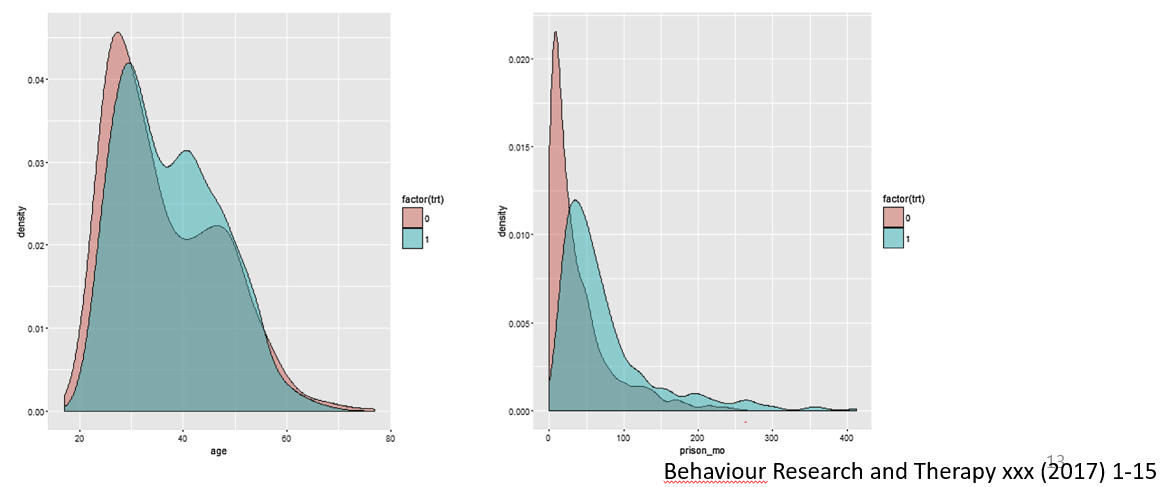 density
0.04
0.03
0.02
0.01
0.00
20 40 60 80
age
factor(trt)
0
1
density
0.020
0.015
0.010
0.005
0.000
0 100 200 300 400
prison_mo
factor(trt)
0
1
13
Behaviour Research and Therapy xxx (2017) 1-15